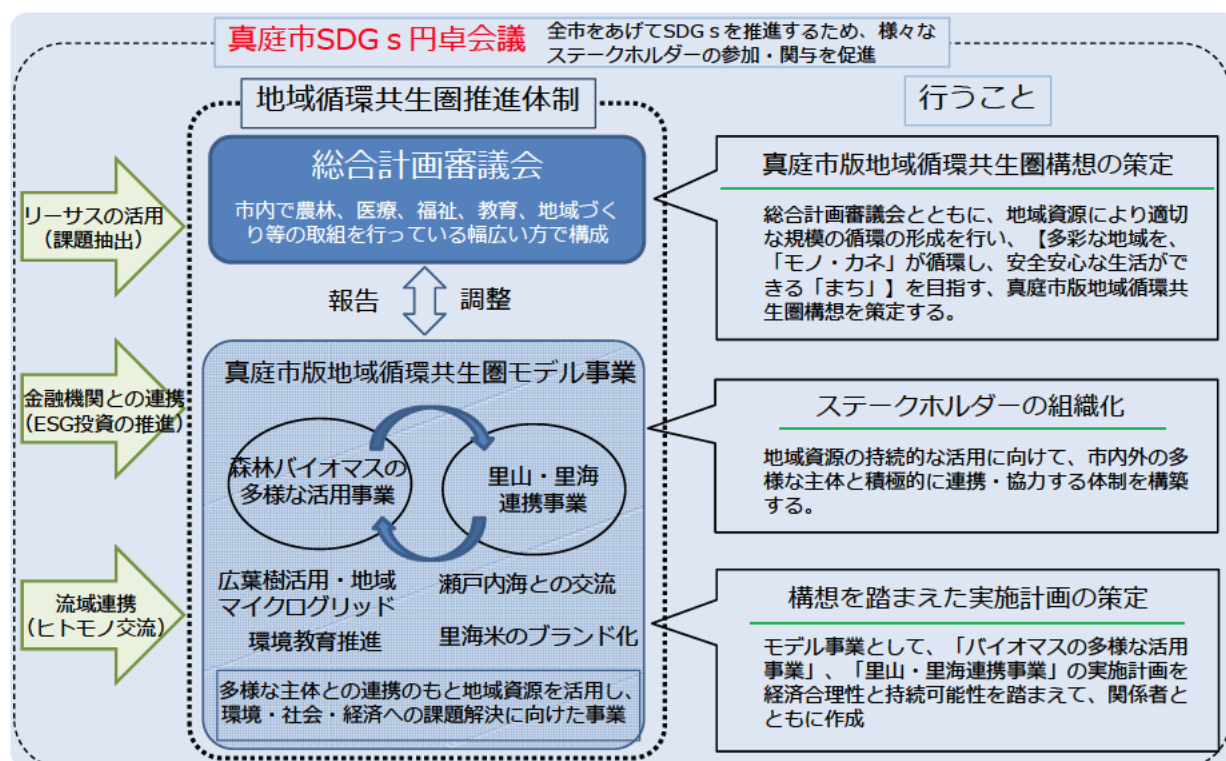 真庭市SDGｓ円卓会議
全市をあげてSDGｓを推進するため、様々な
ステークホルダーの参加・関与を促進
地域循環共生圏推進体制
行うこと
リーサスの活用
（課題抽出）
金融機関との連携
（ESG投資の推進）
流域連携
（ヒトモノ交流）
総合計画審議会
市内で農林、医療、福祉、教育、地域づく
り等の取組を行っている幅広い方で構成
報告
調整
真庭市版地域循環共生圏モデル事業
森林バイオマスの
多様な活用事業
里山・里海
連携事業
広葉樹活用・地域
マイクログリッド
環境教育推進
瀬戸内海との交流
里海米のブランド化
多様な主体との連携のもと地域資源を活用し、
環境・社会・経済への課題解決に向けた事業
真庭市版地域循環共生圏構想の策定
総合計画審議会とともに、地域資源により適切
な規模の循環の形成を行い、【多彩な地域を、
「モノ・カネ」が循環し、安全安心な生活がで
きる「まち」】を目指す、真庭市版地域循環共
生圏構想を策定する。
ステークホルダーの組織化
地域資源の持続的な活用に向けて、市内外の多
様な主体と積極的に連携・協力する体制を構築
する。
構想を踏まえた実施計画の策定
モデル事業として、「バイオマスの多様な活用
事業」、「里山・里海連携事業」の実施計画を
経済合理性と持続可能性を踏まえて、関係者と
ともに作成